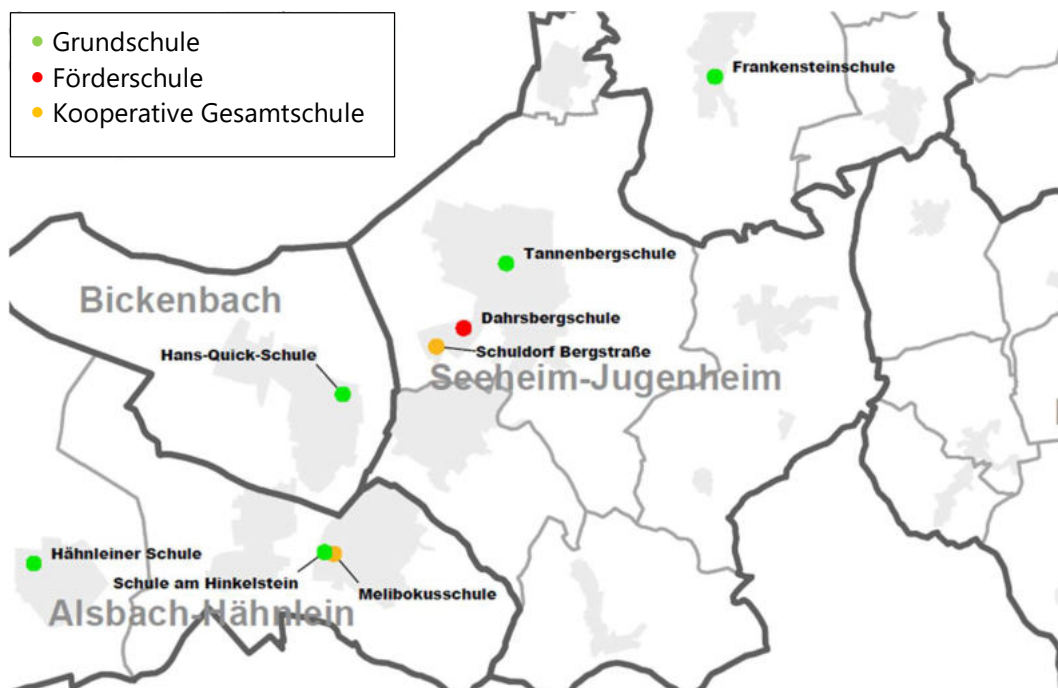 Grundschule
Förderschule
Kooperative Gesamtschule
Frankensteinschule
Tannenbergschule
Bickenbach
Dahrsbergschule
Hans-Quick-Schule
Schuldorf Bergstraße
Seeheim-Jugenheim
Hähnleiner Schule
Schule am Hinkelstein
Melibokusschule
Alsbach-Hähnlein